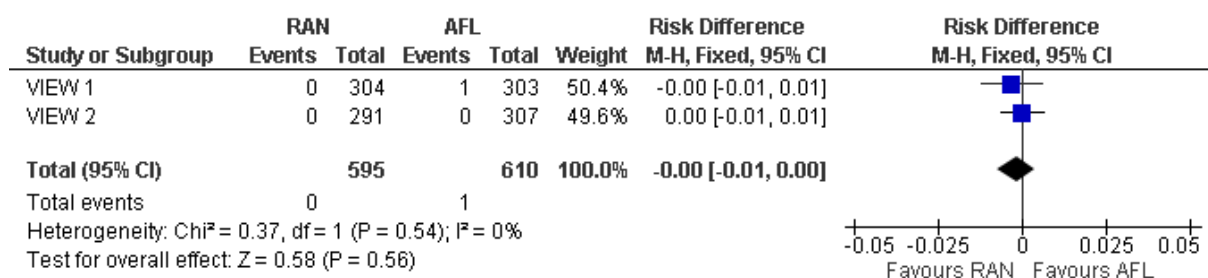 RAN AFL Risk Difference Risk Difference
Study or Subgroup Events Total Events Total Weight M-H, Fixed, 95% CI M-H, Fixed, 95% CI
VIEW 1 0 304 1 303 50.4% -0.00 [-0.01, 0.01]
VIEW 2 0 291 0 307 49.6% 0.00 [-0.01, 0.01]
Total (95% CI) 595 610 100.0% -0.00 [-0.01, 0.00]
Total events 0 1
Heterogeneity: Chi² = 0.37, df = 1 (P = 0.54); I² = 0%
Test for overall effect: Z = 0.58 (P = 0.56)
-0.05 -0.025 0 0.025 0.05
Favours RAN Favours AFL